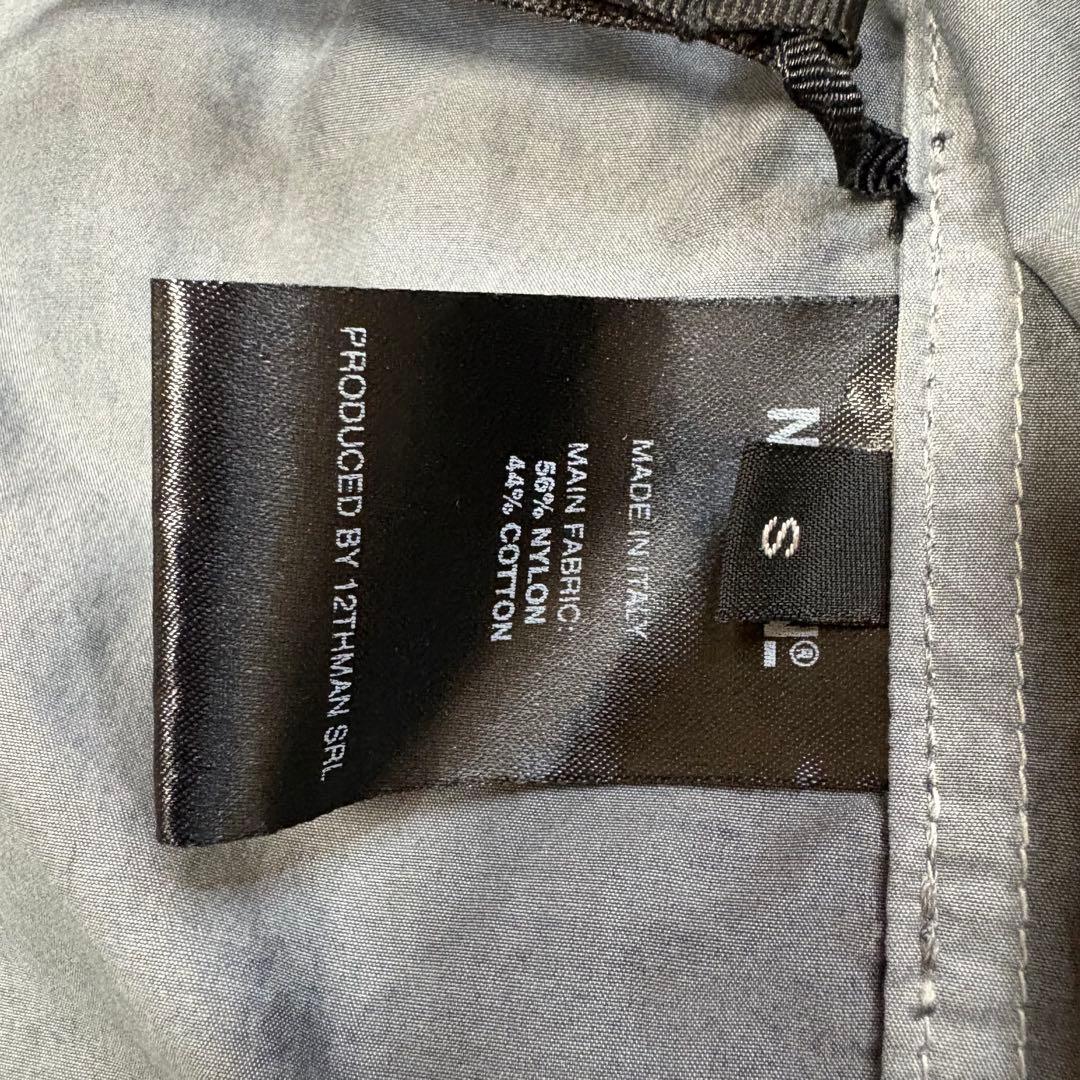 S
MADE IN ITALY
MAIN FABRIC:
56% NYLON
44% COTTON
PRODUCED BY 12THMAN SRL.